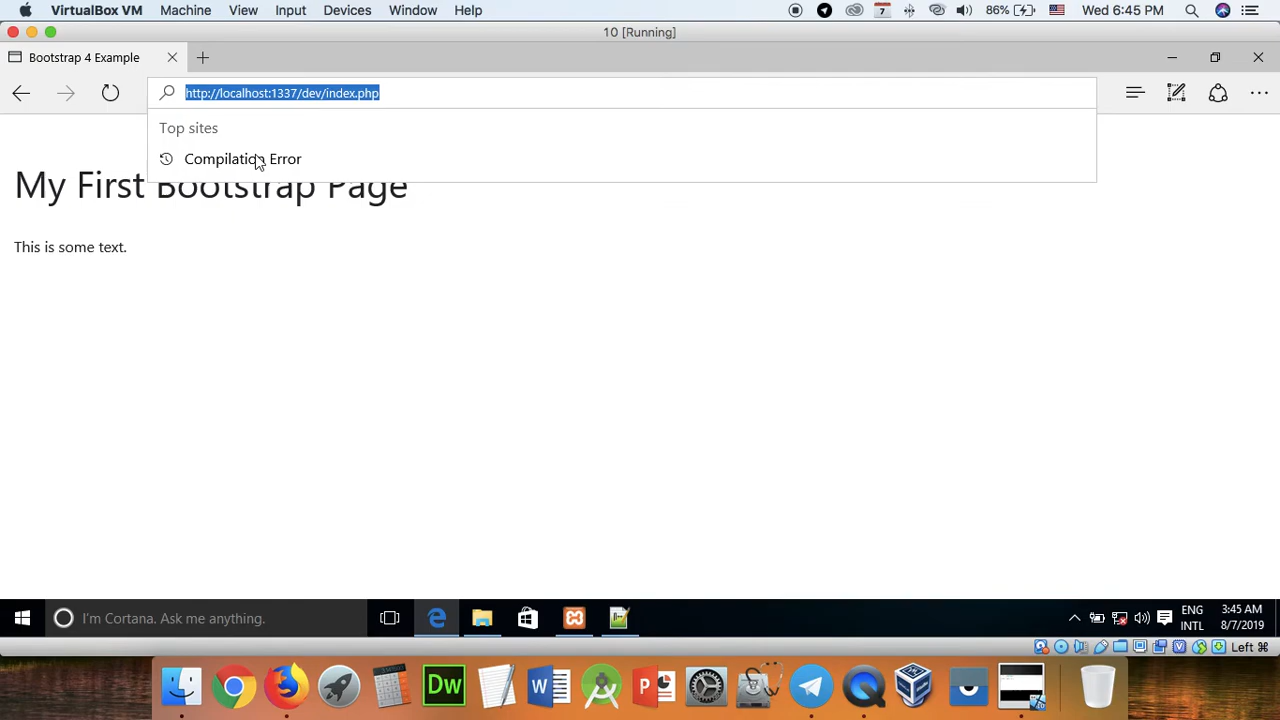 VirtualBox VM Machine View Input Devices Window Help 7 86% Wed 6:45 PM
10 [Running]
Bootstrap 4 Example
http://localhost:1337/dev/index.php
Top sites
Compilation Error
My First Bootstrap Page
This is some text.
I'm Cortana. Ask me anything.
ENG
INTL
3:45 AM
8/7/2019
Left ⌘
Dw W P